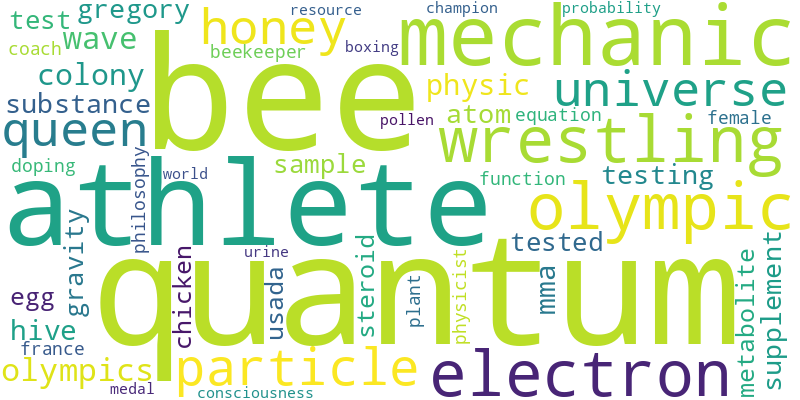 test
gregory
resource
champion
probability
coach
wave
honey
mechanic
beekeeper
boxing
bee
colony
physic
universe
substance
queen
pollen
atom
equation
female
wrestling
doping
philosophy
world
sample
function
testing
athlete
olympic
gravity
quantum
tested
egg
chicken
urine
usada
steroid
plant
physicist
mma
metabolite
supplement
hive
france
olympics
particle
electron
medal
consciousness